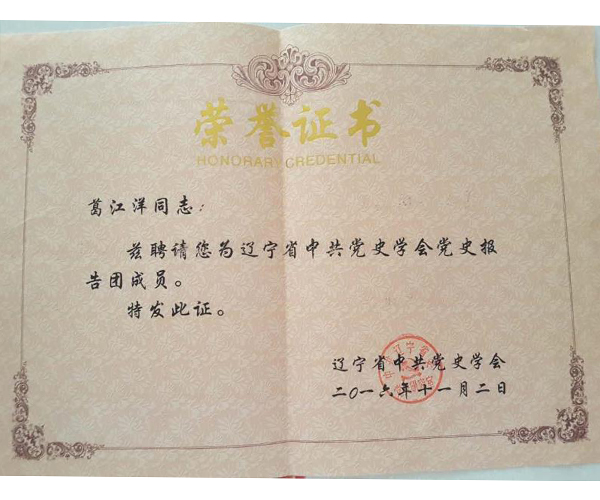 荣誉证书
HONORARY CREDENTIAL
葛江洋同志：
兹聘请您为辽宁省中共党史学会党史报
告团成员。
特发此证。
辽宁省中共党史学会
二〇一六年十一月二日